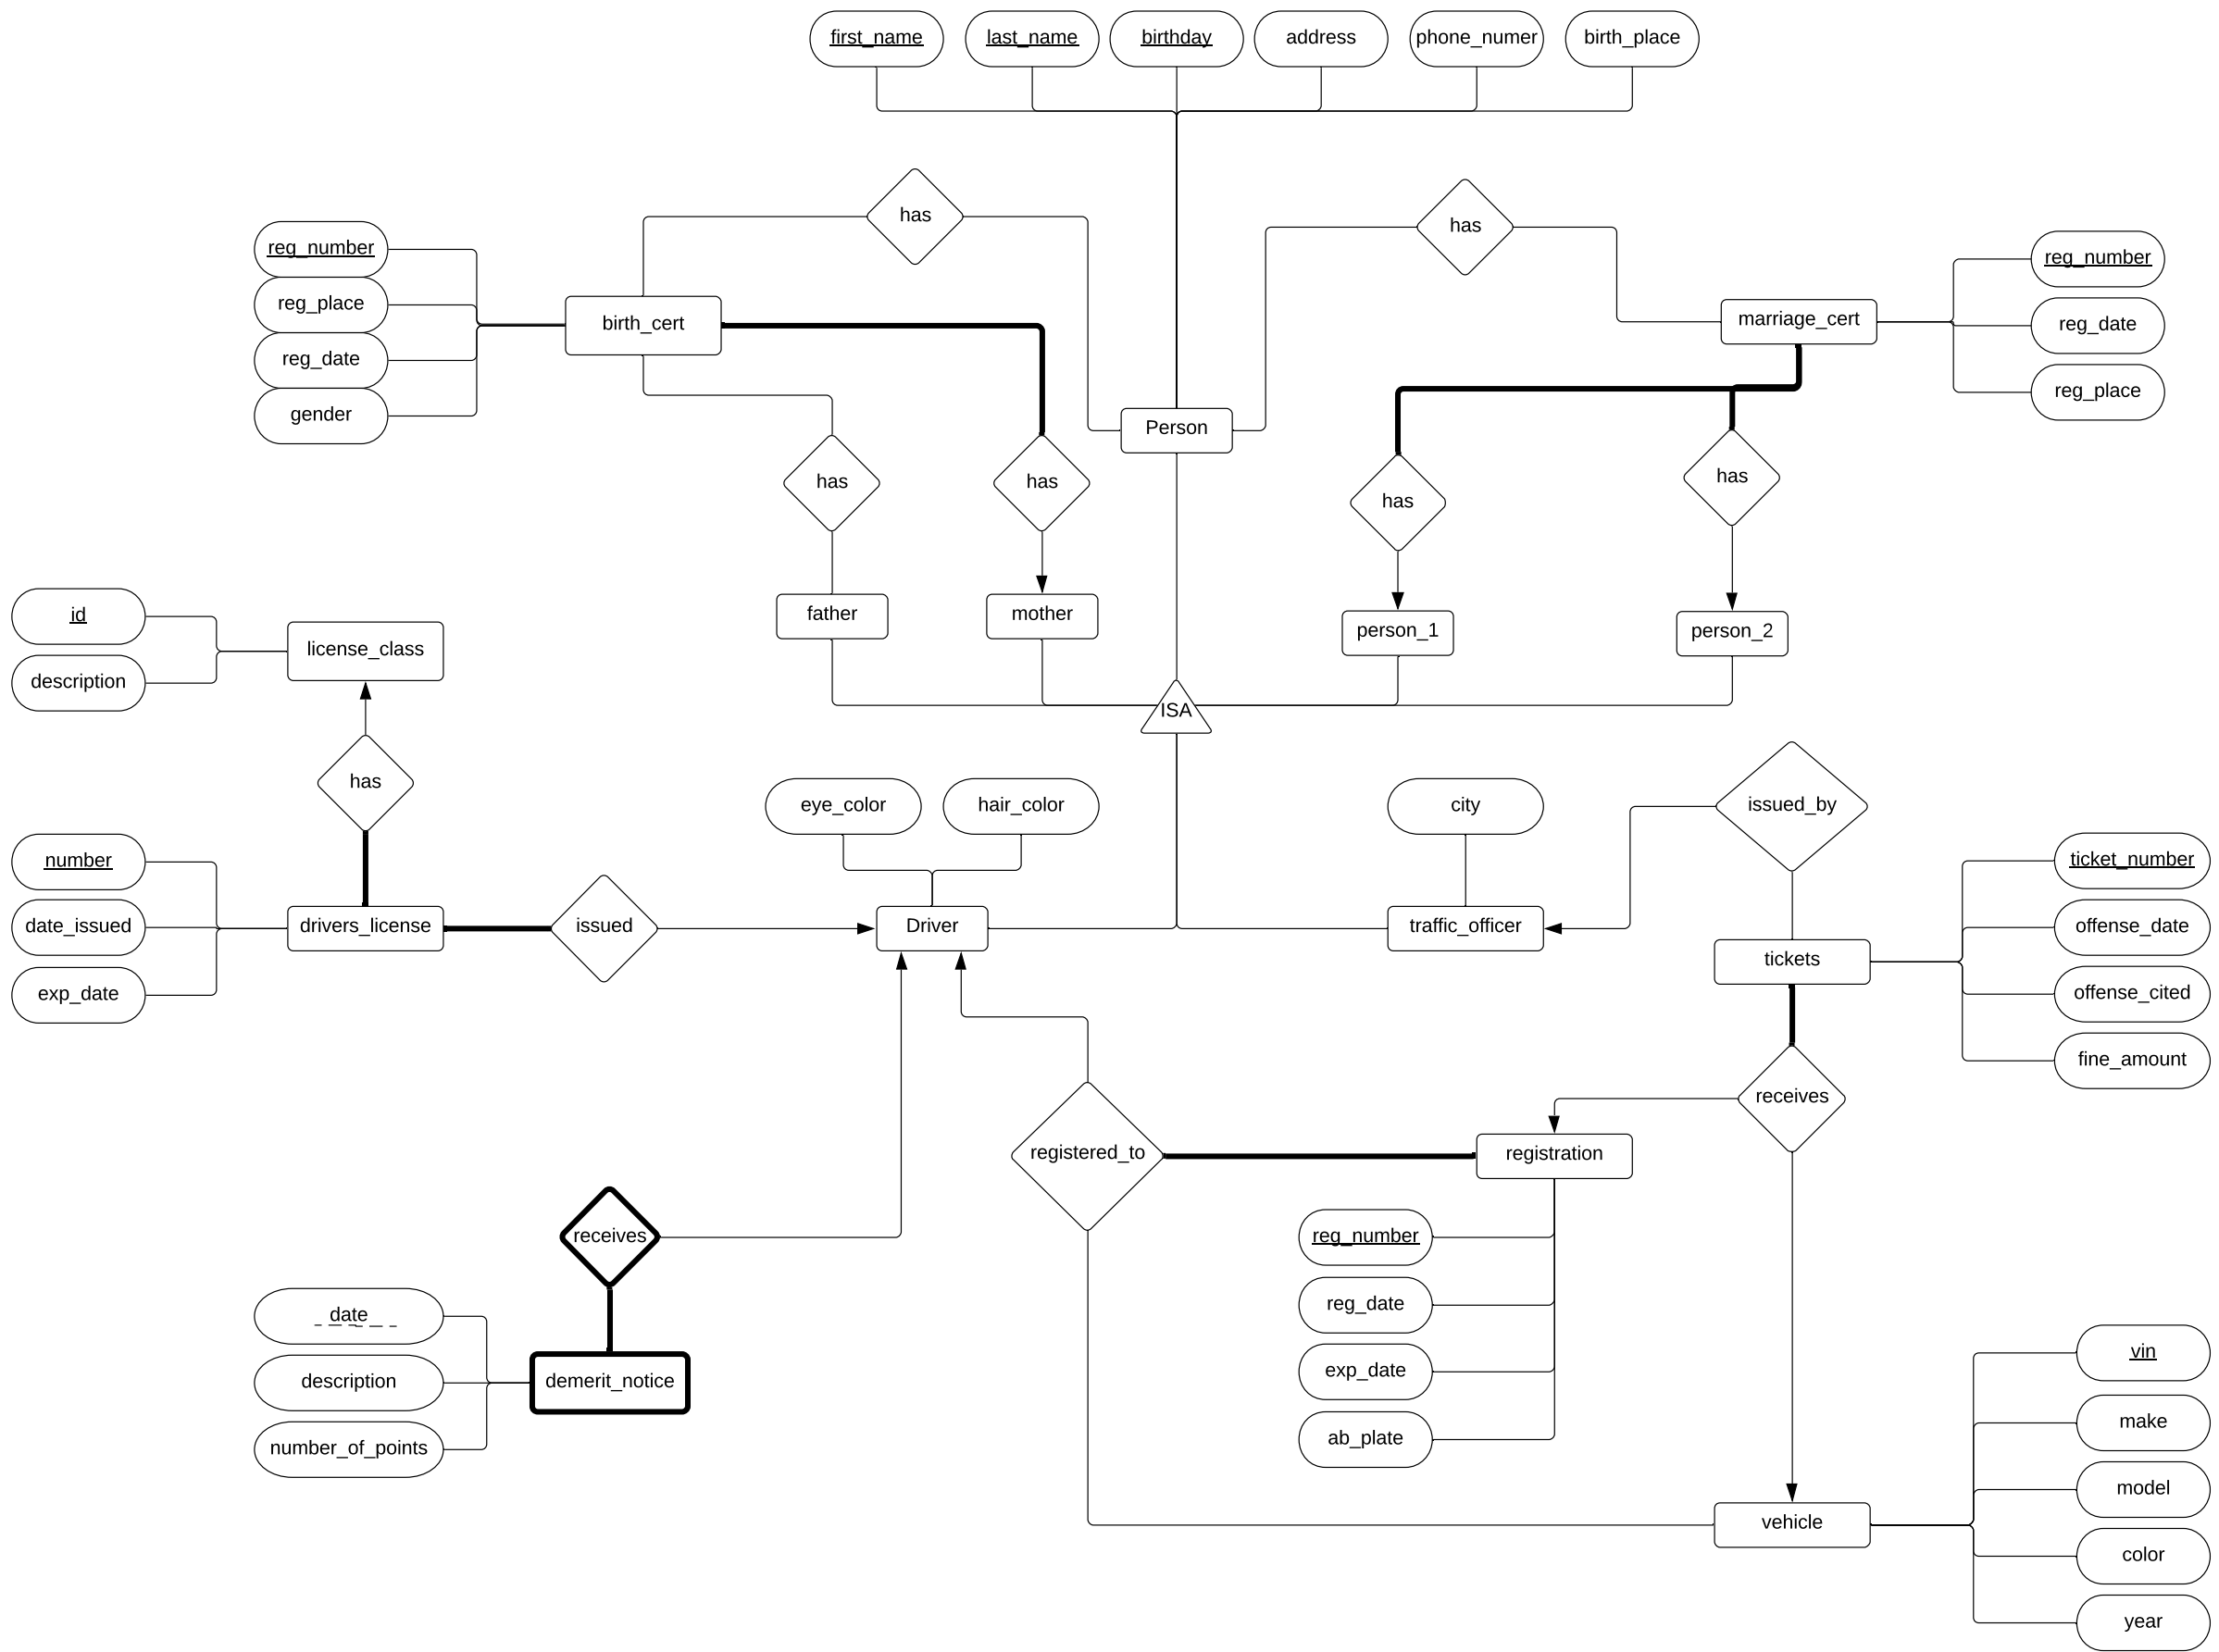 first_name
last_name
birthday
address
phone_numer
birth_place
has
has
reg_number
reg_place
reg_date
gender
birth_cert
marriage_cert
reg_number
reg_date
reg_place
Person
has
has
has
has
father
mother
person_1
person_2
id
description
license_class
ISA
has
eye_color
hair_color
city
issued_by
number
date_issued
exp_date
drivers_license
issued
Driver
traffic_officer
tickets
ticket_number
offense_date
offense_cited
fine_amount
receives
registered_to
registration
receives
reg_number
reg_date
exp_date
ab_plate
date
description
number_of_points
demerit_notice
vehicle
vin
make
model
color
year